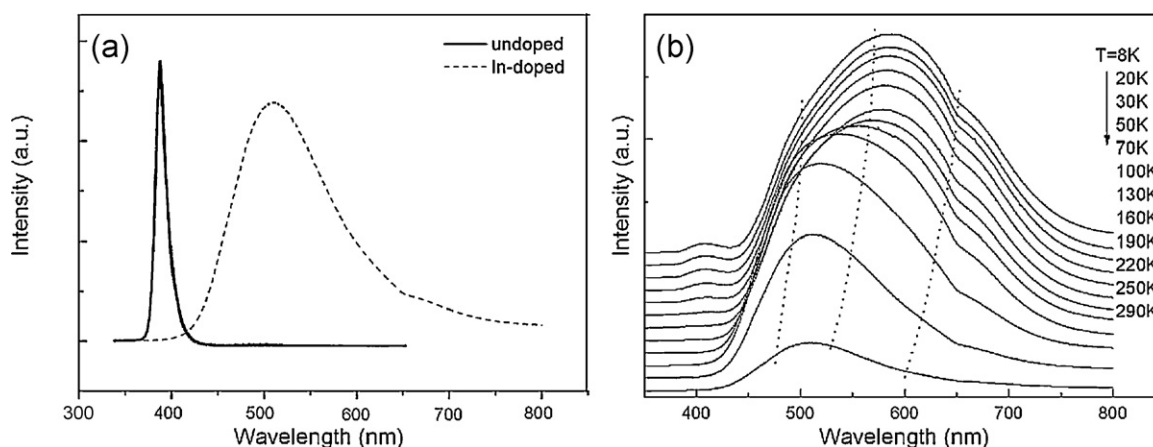 (a)
undoped
In-doped
Intensity (a.u.)
300 400 500 600 700 800
Wavelength (nm)
(b)
T=8K
20K
30K
50K
70K
100K
130K
160K
190K
220K
250K
290K
Intensity (a.u.)
400 500 600 700 800
Wavelength (nm)